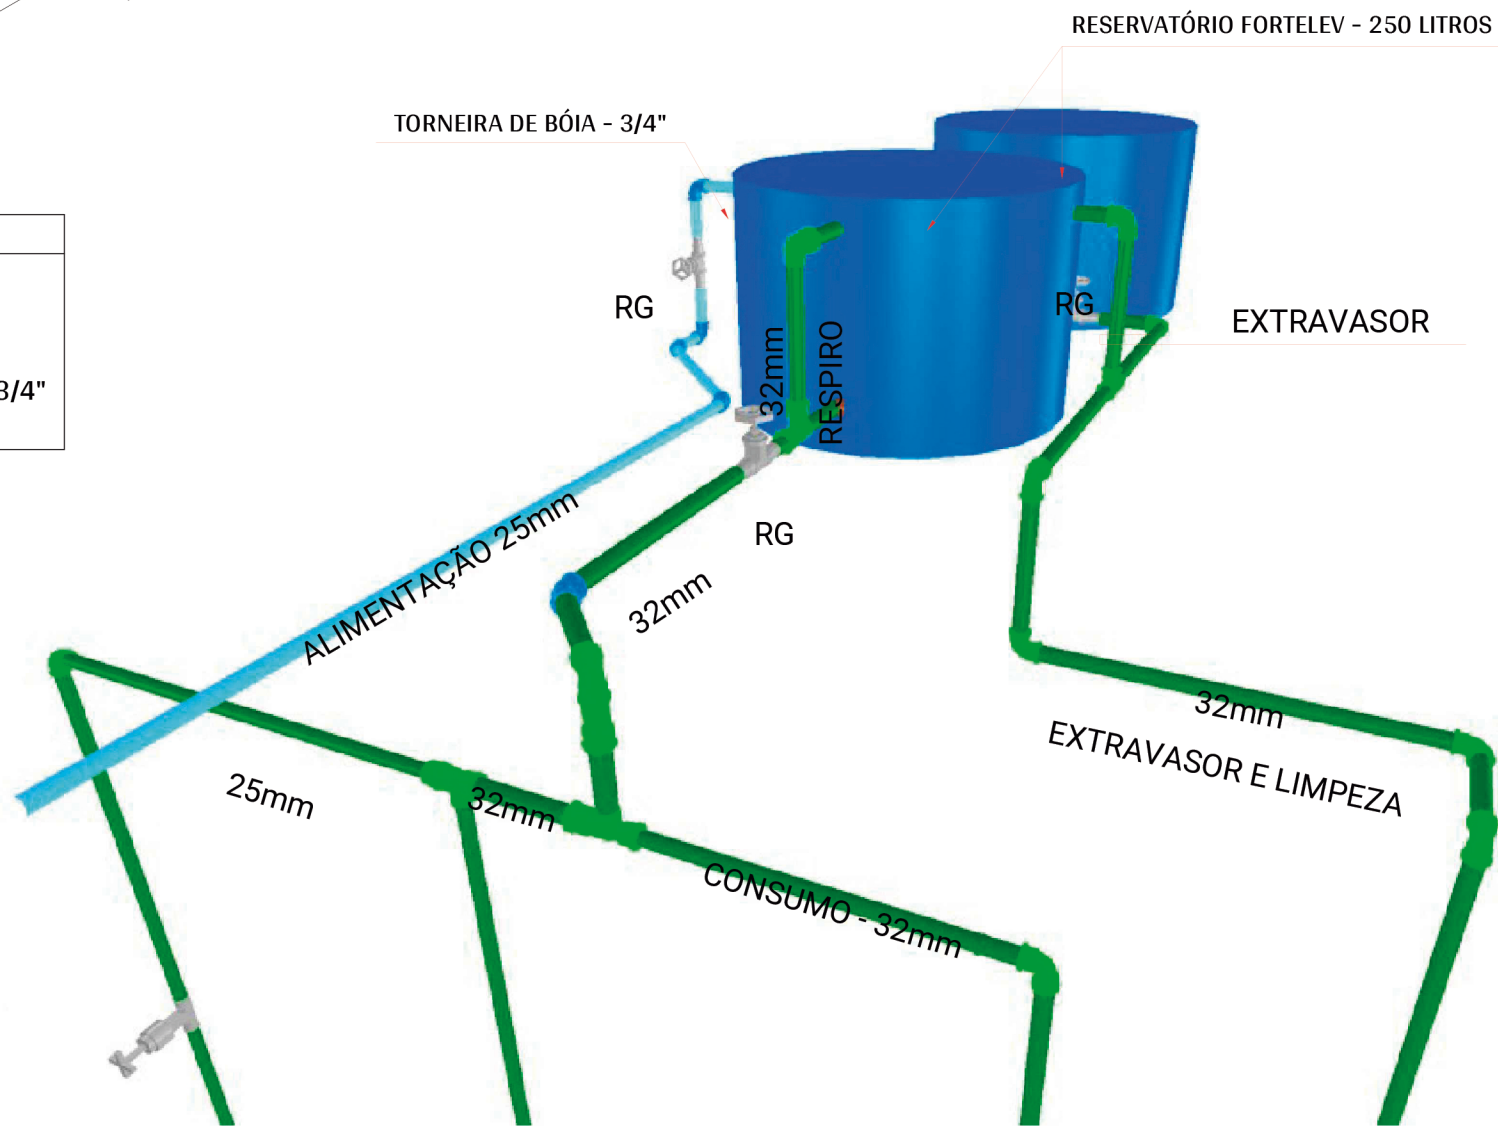 RESERVATÓRIO FORTELEV - 250 LITROS
TORNEIRA DE BÓIA - 3/4"
RG
RG
EXTRAVASOR
32mm
RESPIRO
3/4"
ALIMENTAÇÃO 25mm
RG
32mm
32mm
EXTRAVASOR E LIMPEZA
25mm
32mm
CONSUMO - 32mm